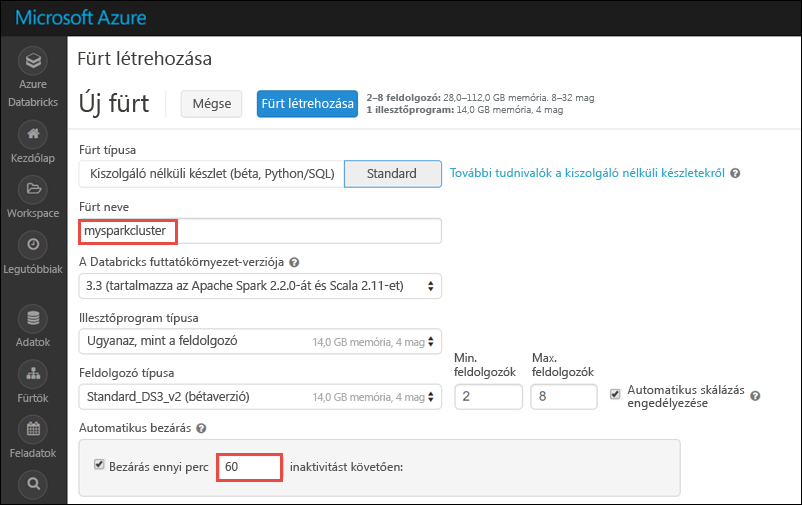 Microsoft Azure
Azure
Databricks
Kezdőlap
Workspace
Legutóbbiak
Adatok
Fürtök
Feladatok
Fürt létrehozása
Új fürt
Mégse
Fürt létrehozása
2–8 feldolgozó: 28,0–112,0 GB memória. 8–32 mag
1 illesztőprogram: 14,0 GB memória, 4 mag
Fürt típusa
Kiszolgáló nélküli készlet (béta, Python/SQL)
Standard
További tudnivalók a kiszolgáló nélküli készletekről ?
Fürt neve
mysparkcluster
A Databricks futtatókörnyezet-verziója ?
3.3 (tartalmazza az Apache Spark 2.2.0-át és Scala 2.11-et)
Illesztőprogram típusa
Ugyanaz, mint a feldolgozó 14,0 GB memória, 4 mag
Feldolgozó típusa
Min. feldolgozók
Max. feldolgozók
Standard_DS3_v2 (bétaverzió) 14,0 GB memória, 4 mag
2
8
Automatikus skálázás
engedélyezése ?
Automatikus bezárás ?
Bezárás ennyi perc 60 inaktivitást követően: